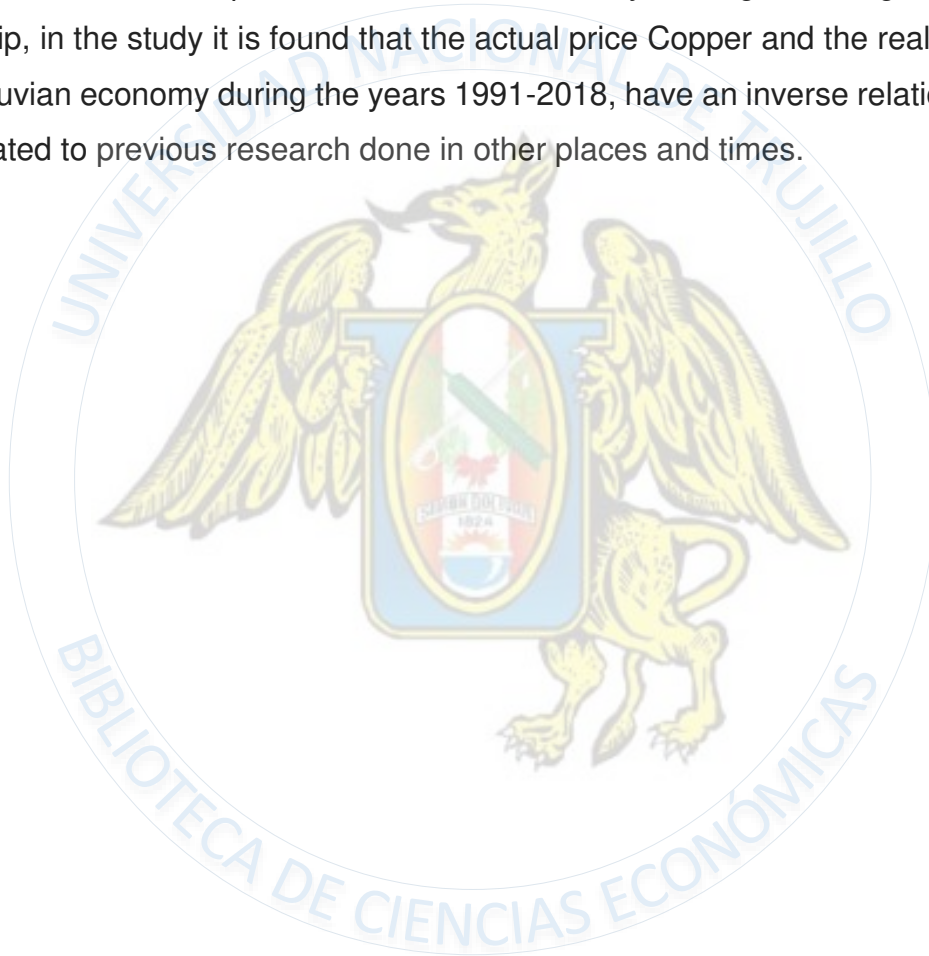 ip, in the study it is found that the actual price Copper and the real
uvian economy during the years 1991-2018, have an inverse relatio
ated to previous research done in other places and times.
UNIVERSIDAD NACIONAL DE TRUJILLO
1824
BIBLIOTECA DE CIENCIAS ECONÓMICAS